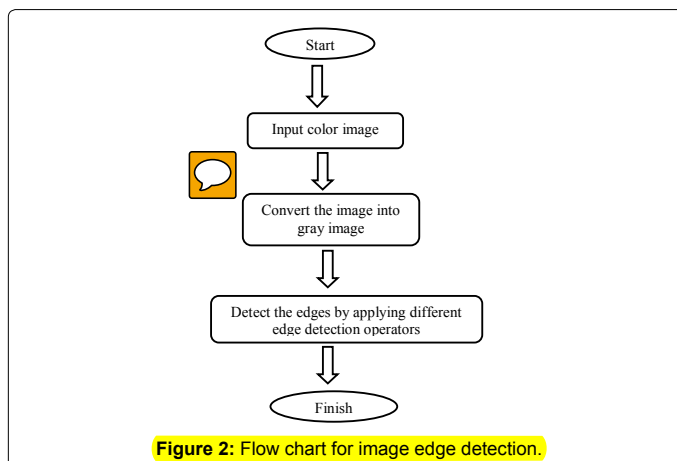 Start
Input color image
Convert the image into
gray image
Detect the edges by applying different
edge detection operators
Finish
Figure 2: Flow chart for image edge detection.